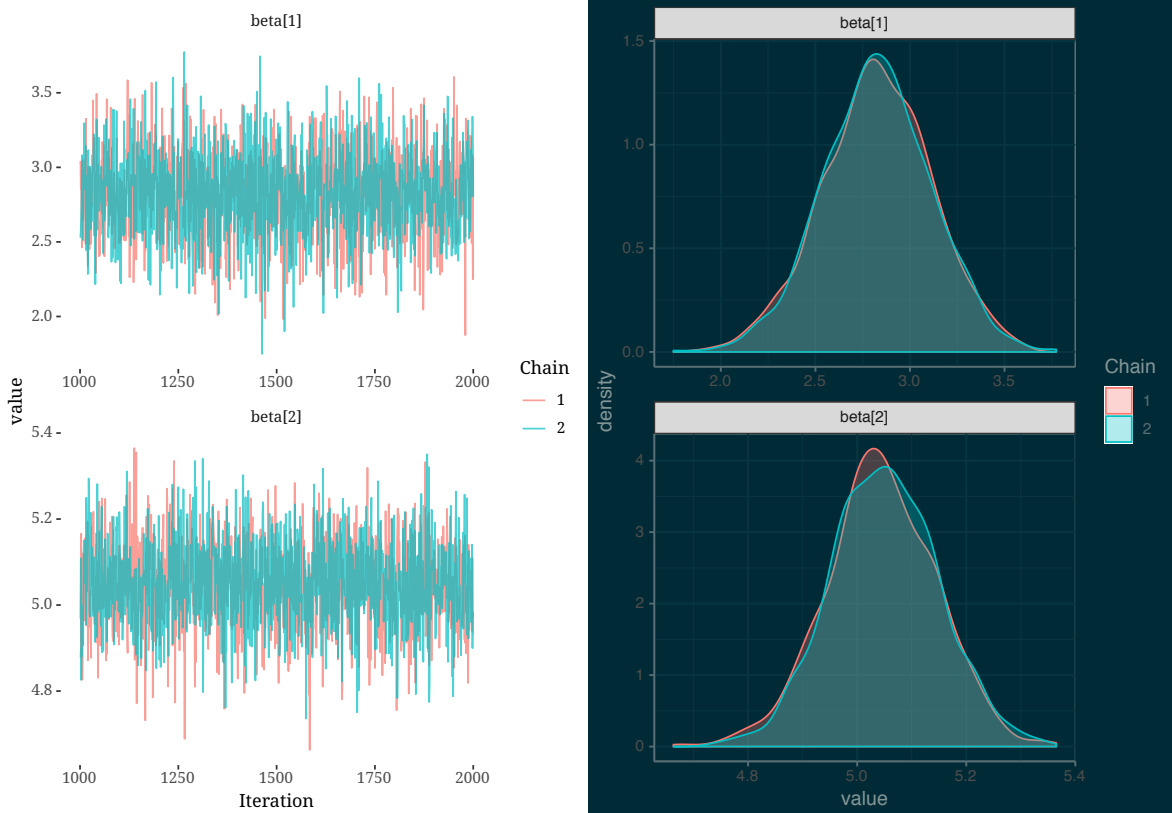 beta[1]
3.5
3.0
2.5
2.0
1000 1250 1500 1750 2000
value
beta[2]
5.4
5.2
5.0
4.8
1000 1250 1500 1750 2000
Iteration
Chain
1
2
beta[1]
1.5
1.0
0.5
0.0
2.0 2.5 3.0 3.5
density
beta[2]
4
3
2
1
0
4.8 5.0 5.2 5.4
value
Chain
1
2